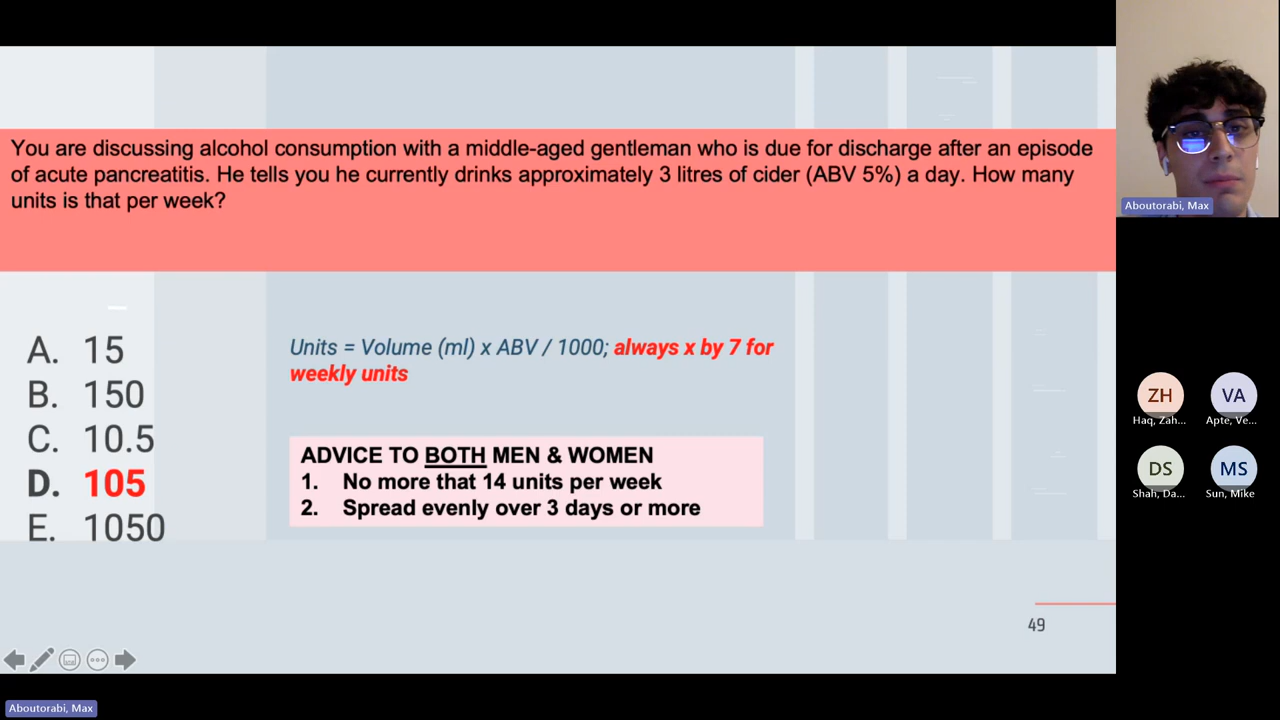 You are discussing alcohol consumption with a middle-aged gentleman who is due for discharge after an episode
of acute pancreatitis. He tells you he currently drinks approximately 3 litres of cider (ABV 5%) a day. How many
units is that per week?
A. 15
B. 150
C. 10.5
D. 105
E. 1050
Units = Volume (ml) x ABV / 1000; always x by 7 for
weekly units
ADVICE TO BOTH MEN & WOMEN
1. No more that 14 units per week
2. Spread evenly over 3 days or more
49
Aboutorabi, Max
ZH
Haq, Zah...
VA
Apte, Ve...
DS
Shah, Da...
MS
Sun, Mike
Aboutorabi, Max